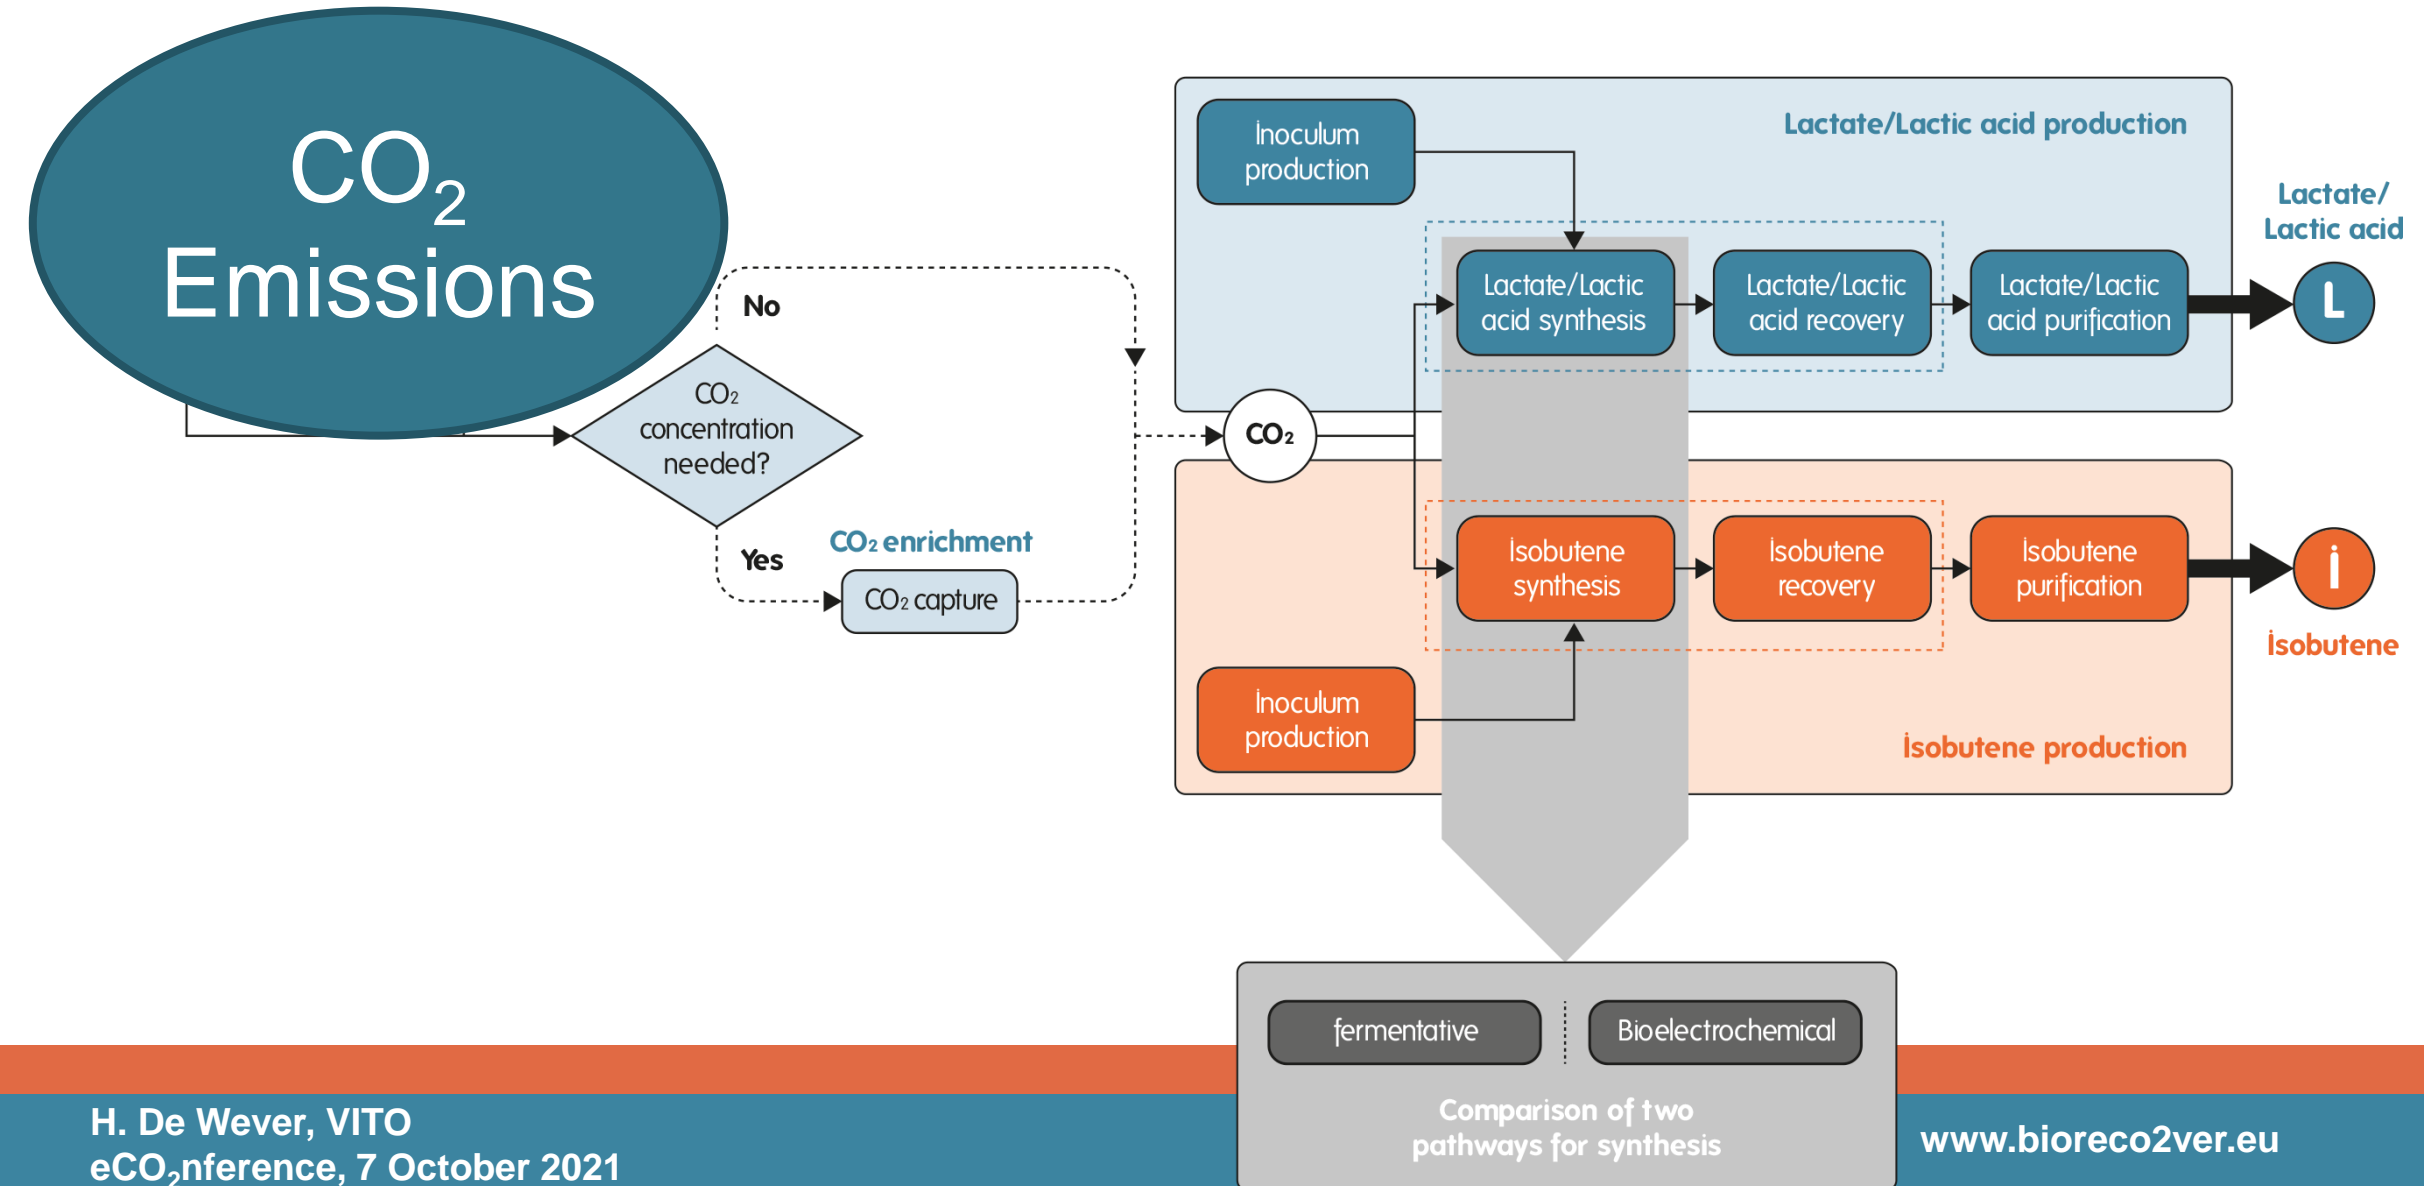 CO₂
Emissions
No
CO₂
concentration
needed?
Yes
CO₂ enrichment
CO₂ capture
CO₂
Lactate/Lactic acid production
Inoculum
production
Lactate/Lactic
acid synthesis
Lactate/Lactic
acid recovery
Lactate/Lactic
acid purification
Lactate/
Lactic acid
L
Isobutene
synthesis
Isobutene
recovery
Isobutene
purification
i
Isobutene
Inoculum
production
Isobutene production
fermentative
Bioelectrochemical
Comparison of two
pathways for synthesis
H. De Wever, VITO
eCO₂nference, 7 October 2021
www.bioreco2ver.eu